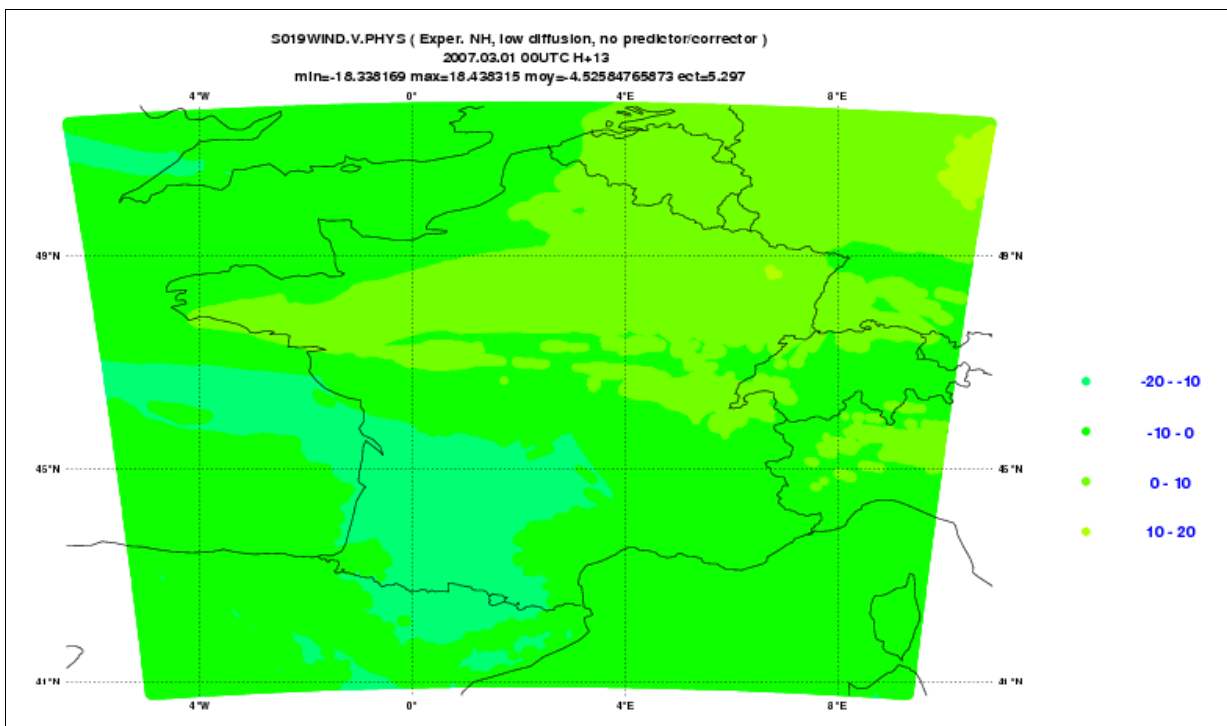 S019WIND.V.PHYS ( Exper. NH, low diffusion, no predictor/corrector )
2007.03.01 00UTC H+13
min=-18.338169 max=18.438315 moy=-4.52584765873 ect=5.297
4°W 0° 4°E 8°E
49°N 49°N
-20 - -10
-10 - 0
45°N 45°N
0 - 10
10 - 20
41°N 41°N
4°W 0° 4°E 8°E